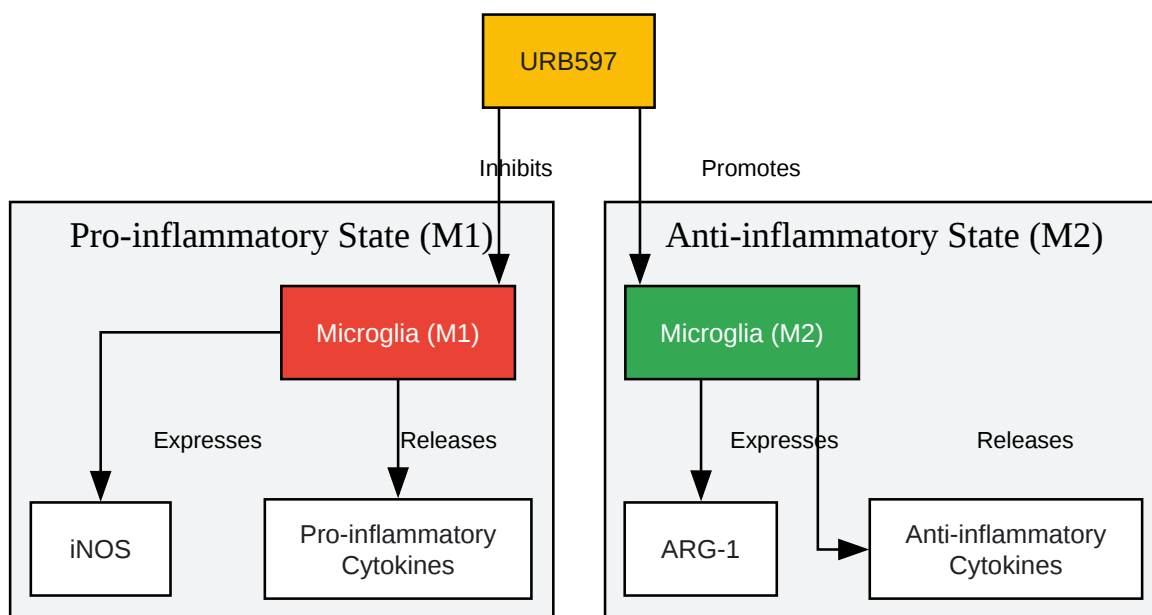 URB597
Inhibits
Promotes
Pro-inflammatory State (M1)
Anti-inflammatory State (M2)
Microglia (M1)
Microglia (M2)
Expresses
Releases
Expresses
Releases
iNOS
Pro-inflammatory
Cytokines
ARG-1
Anti-inflammatory
Cytokines